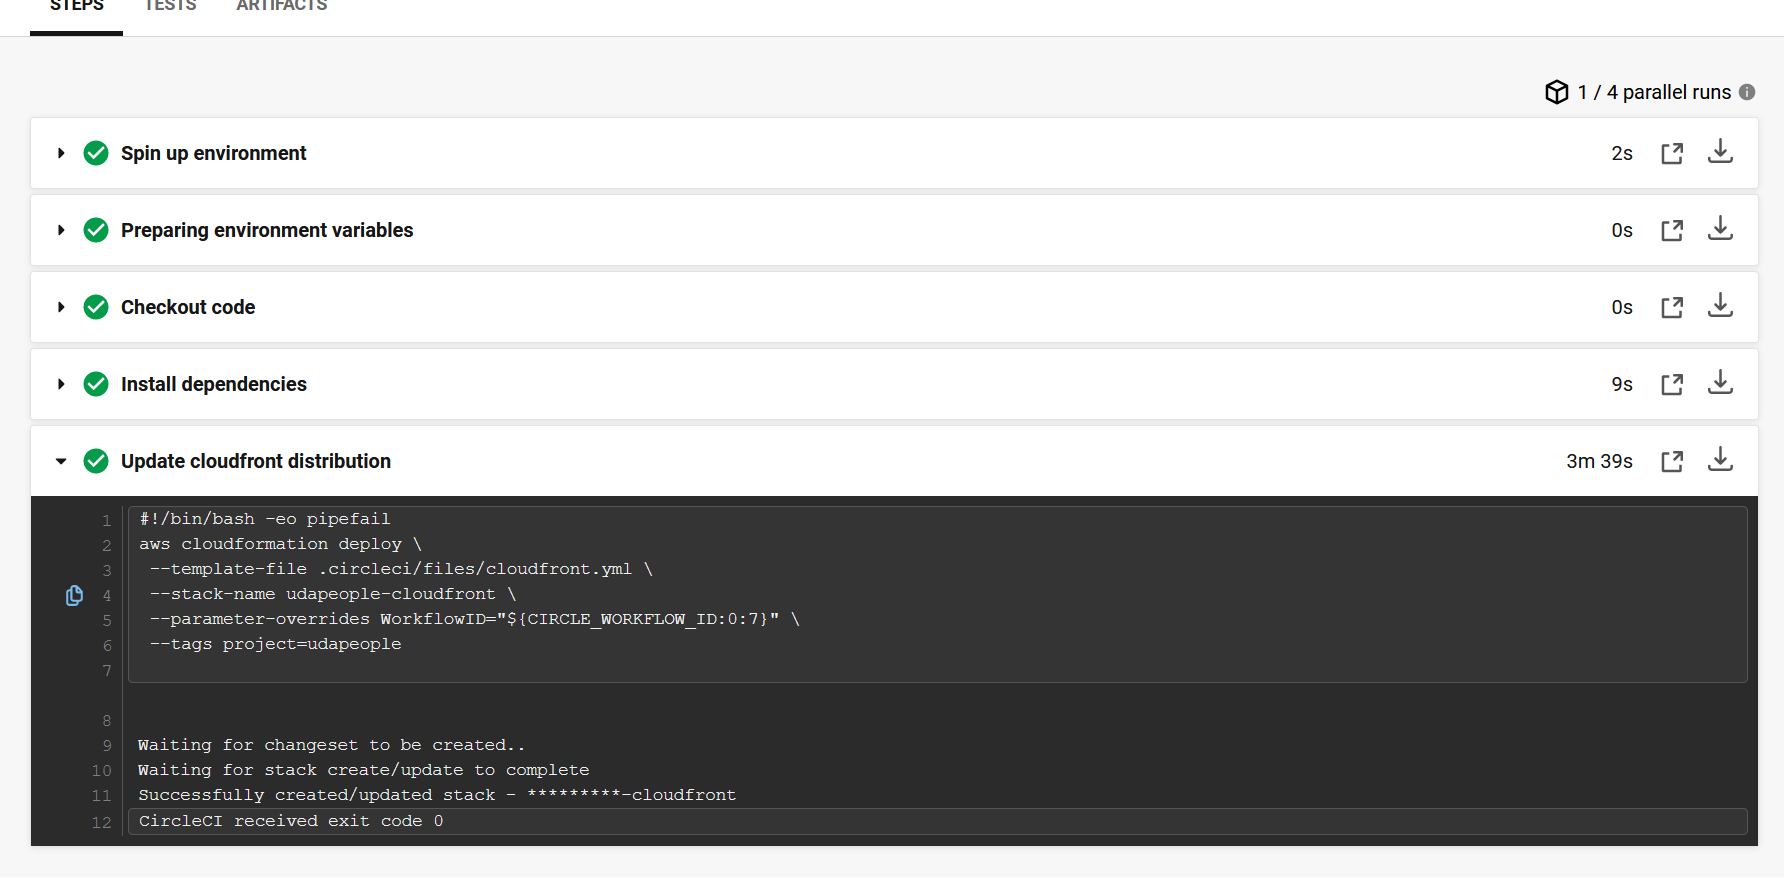 STEPS TESTS ARTIFACTS
1 / 4 parallel runs
Spin up environment 2s
Preparing environment variables 0s
Checkout code 0s
Install dependencies 9s
Update cloudfront distribution 3m 39s
1 #!/bin/bash -eo pipefail
2 aws cloudformation deploy \
3 --template-file .circleci/files/cloudfront.yml \
4 --stack-name udapeople-cloudfront \
5 --parameter-overrides WorkflowID="${CIRCLE_WORKFLOW_ID:0:7}" \
6 --tags project=udapeople
7
8
9 Waiting for changeset to be created..
10 Waiting for stack create/update to complete
11 Successfully created/updated stack - *********-cloudfront
12 CircleCI received exit code 0